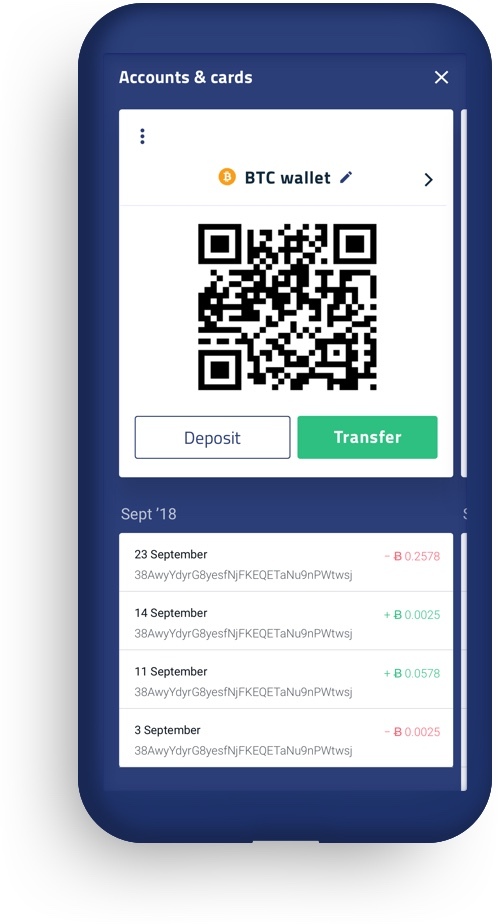 Accounts & cards
BTC wallet
Deposit
Transfer
Sept ‘18
23 September
− Ƀ 0.2578
38AwyYdyrG8yesfNjFKEQETaNu9nPWtwsj
14 September
+ Ƀ 0.0025
38AwyYdyrG8yesfNjFKEQETaNu9nPWtwsj
11 September
+ Ƀ 0.0578
38AwyYdyrG8yesfNjFKEQETaNu9nPWtwsj
3 September
− Ƀ 0.0025
38AwyYdyrG8yesfNjFKEQETaNu9nPWtwsj